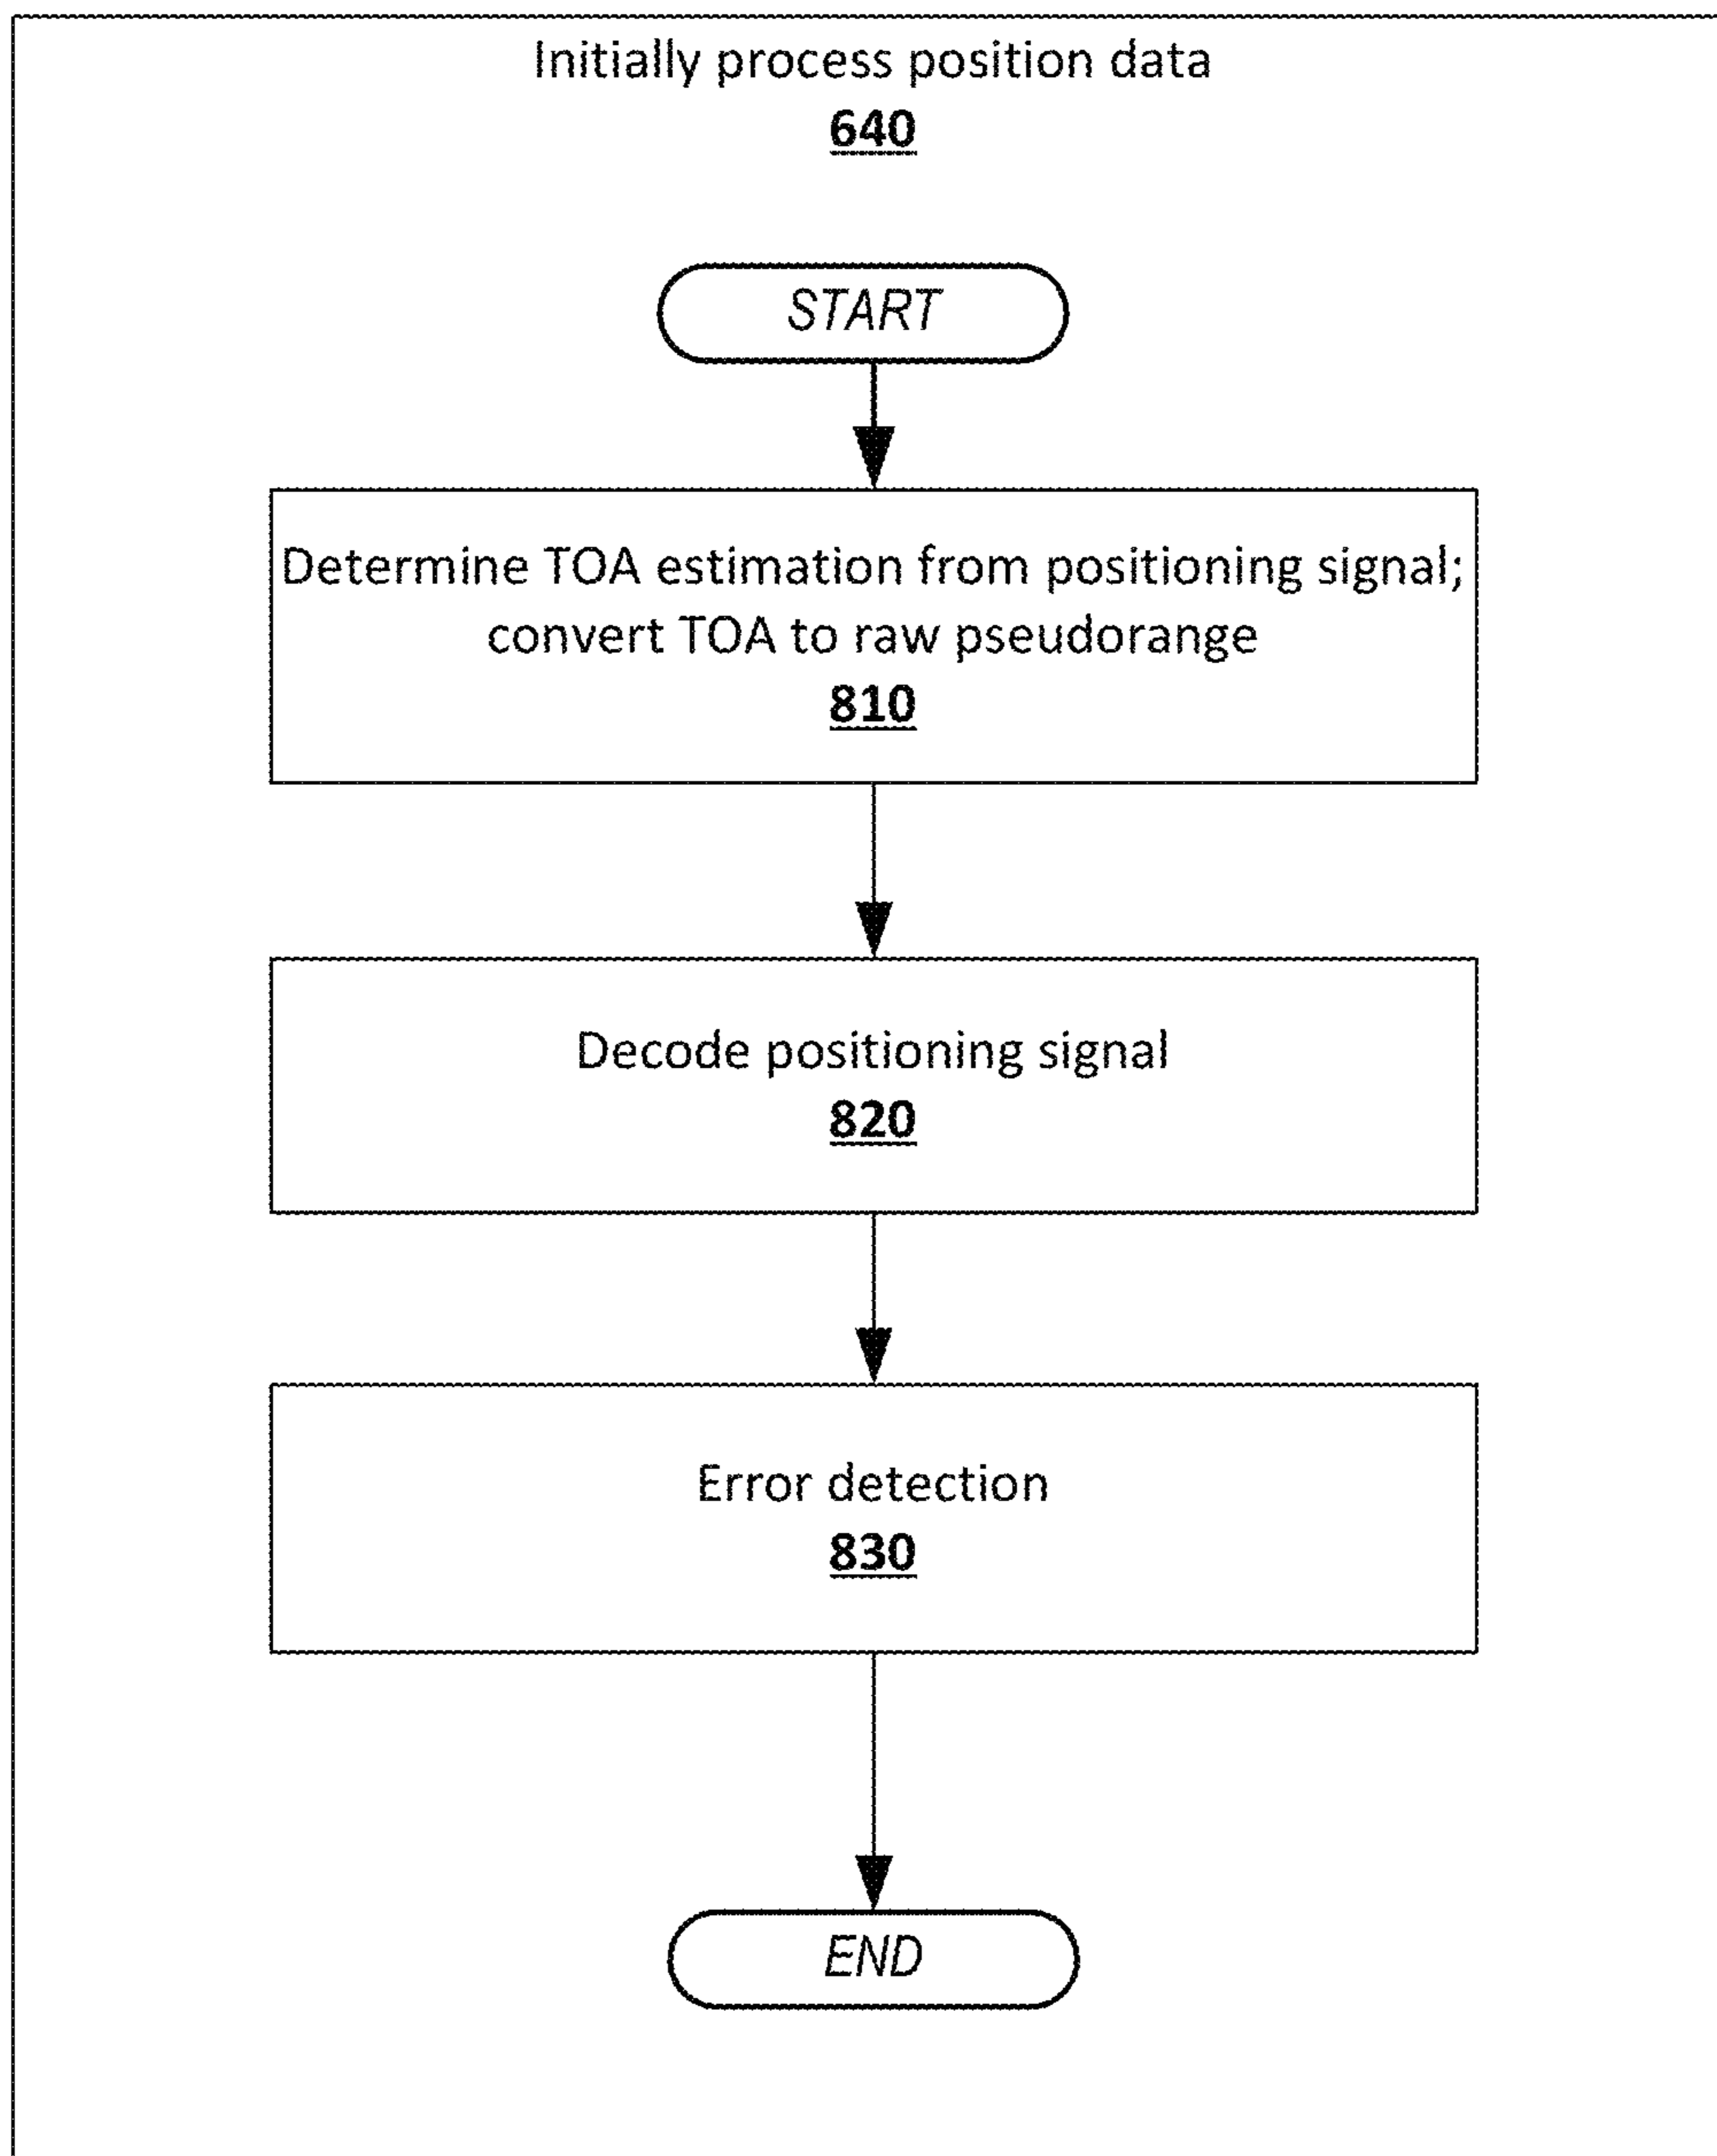 Initially process position data
640
START
Determine TOA estimation from positioning signal;
convert TOA to raw pseudorange
810
Decode positioning signal
820
Error detection
830
END